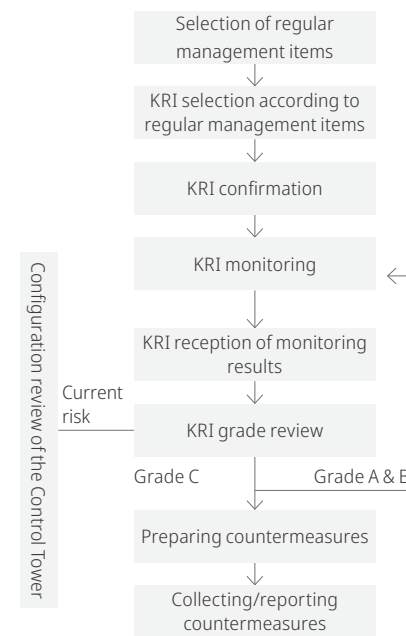 Selection of regular
management items
KRI selection according to
regular management items
KRI confirmation
KRI monitoring
KRI reception of monitoring
results
Configuration review of the Control Tower
Current
risk
KRI grade review
Grade C
Grade A & B
Preparing countermeasures
Collecting/reporting
countermeasures